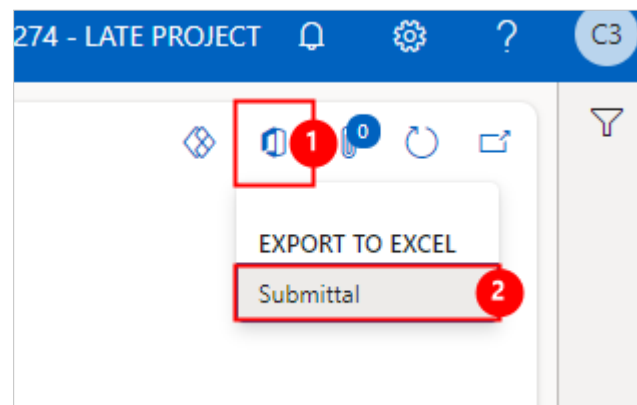 274 - LATE PROJECT
?
C3
1
0
EXPORT TO EXCEL
Submittal
2